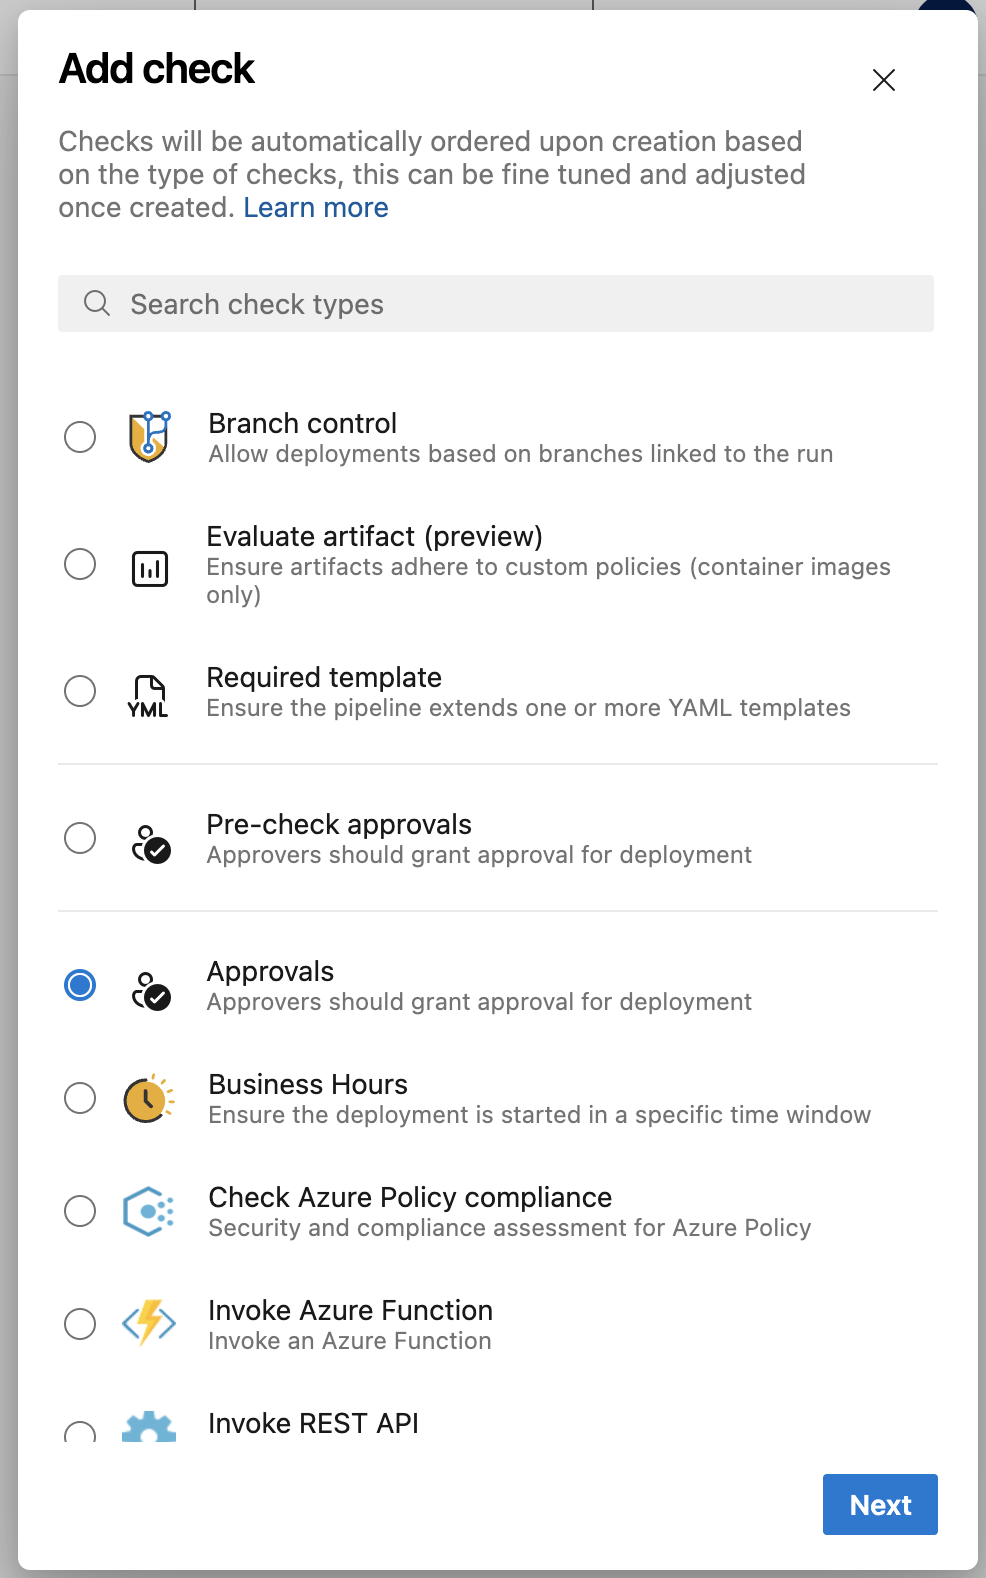 Add check
Checks will be automatically ordered upon creation based
on the type of checks, this can be fine tuned and adjusted
once created. Learn more
Search check types
Branch control
Allow deployments based on branches linked to the run
Evaluate artifact (preview)
Ensure artifacts adhere to custom policies (container images
only)
YML
Required template
Ensure the pipeline extends one or more YAML templates
Pre-check approvals
Approvers should grant approval for deployment
Approvals
Approvers should grant approval for deployment
Business Hours
Ensure the deployment is started in a specific time window
Check Azure Policy compliance
Security and compliance assessment for Azure Policy
Invoke Azure Function
Invoke an Azure Function
Invoke REST API
Next